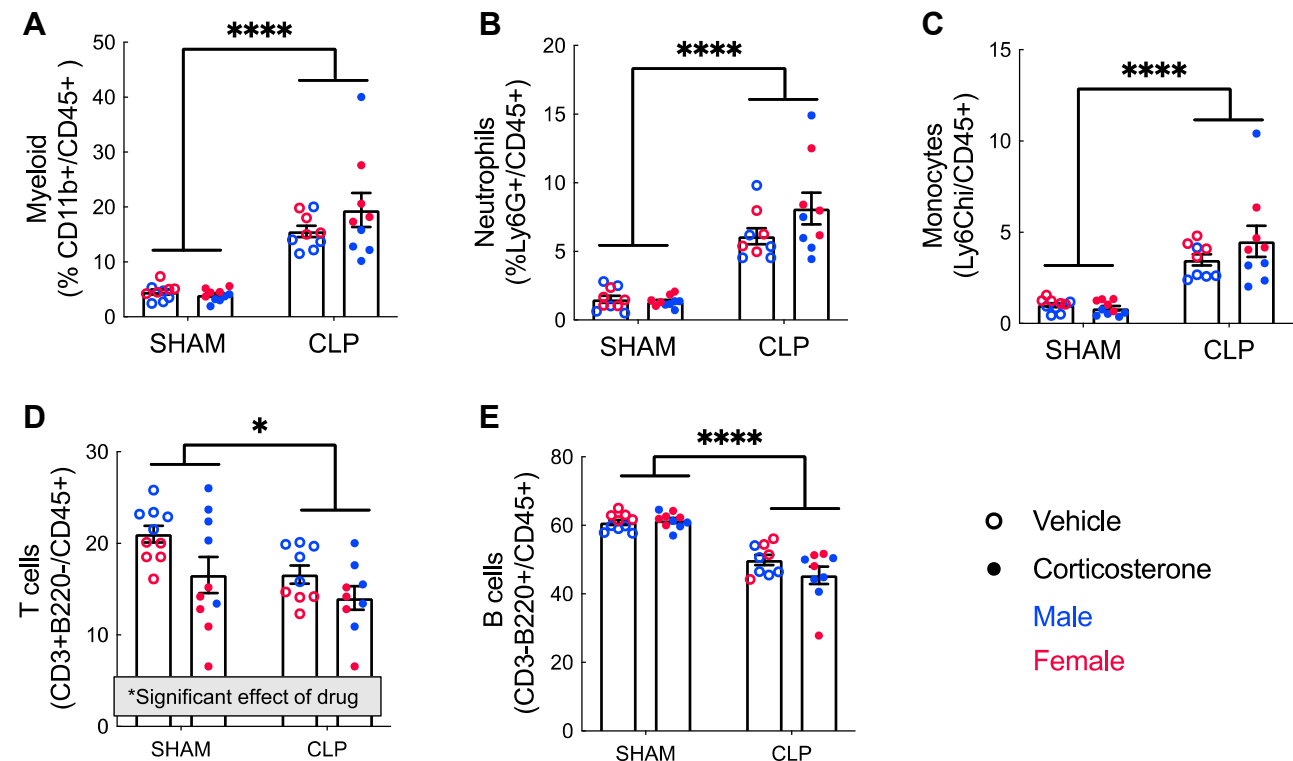 A
****
50
40
30
20
10
0
Myeloid
(% CD11b+/CD45+ )
SHAM
CLP
B
****
20
15
10
5
0
Neutrophils
(%Ly6G+/CD45+ )
SHAM
CLP
C
****
15
10
5
0
Monocytes
(Ly6Chi/CD45+)
SHAM
CLP
D
*
30
20
10
0
T cells
(CD3+B220-/CD45+)
*Significant effect of drug
SHAM
CLP
E
****
80
60
40
20
0
B cells
(CD3-B220+/CD45+)
SHAM
CLP
Vehicle
Corticosterone
Male
Female